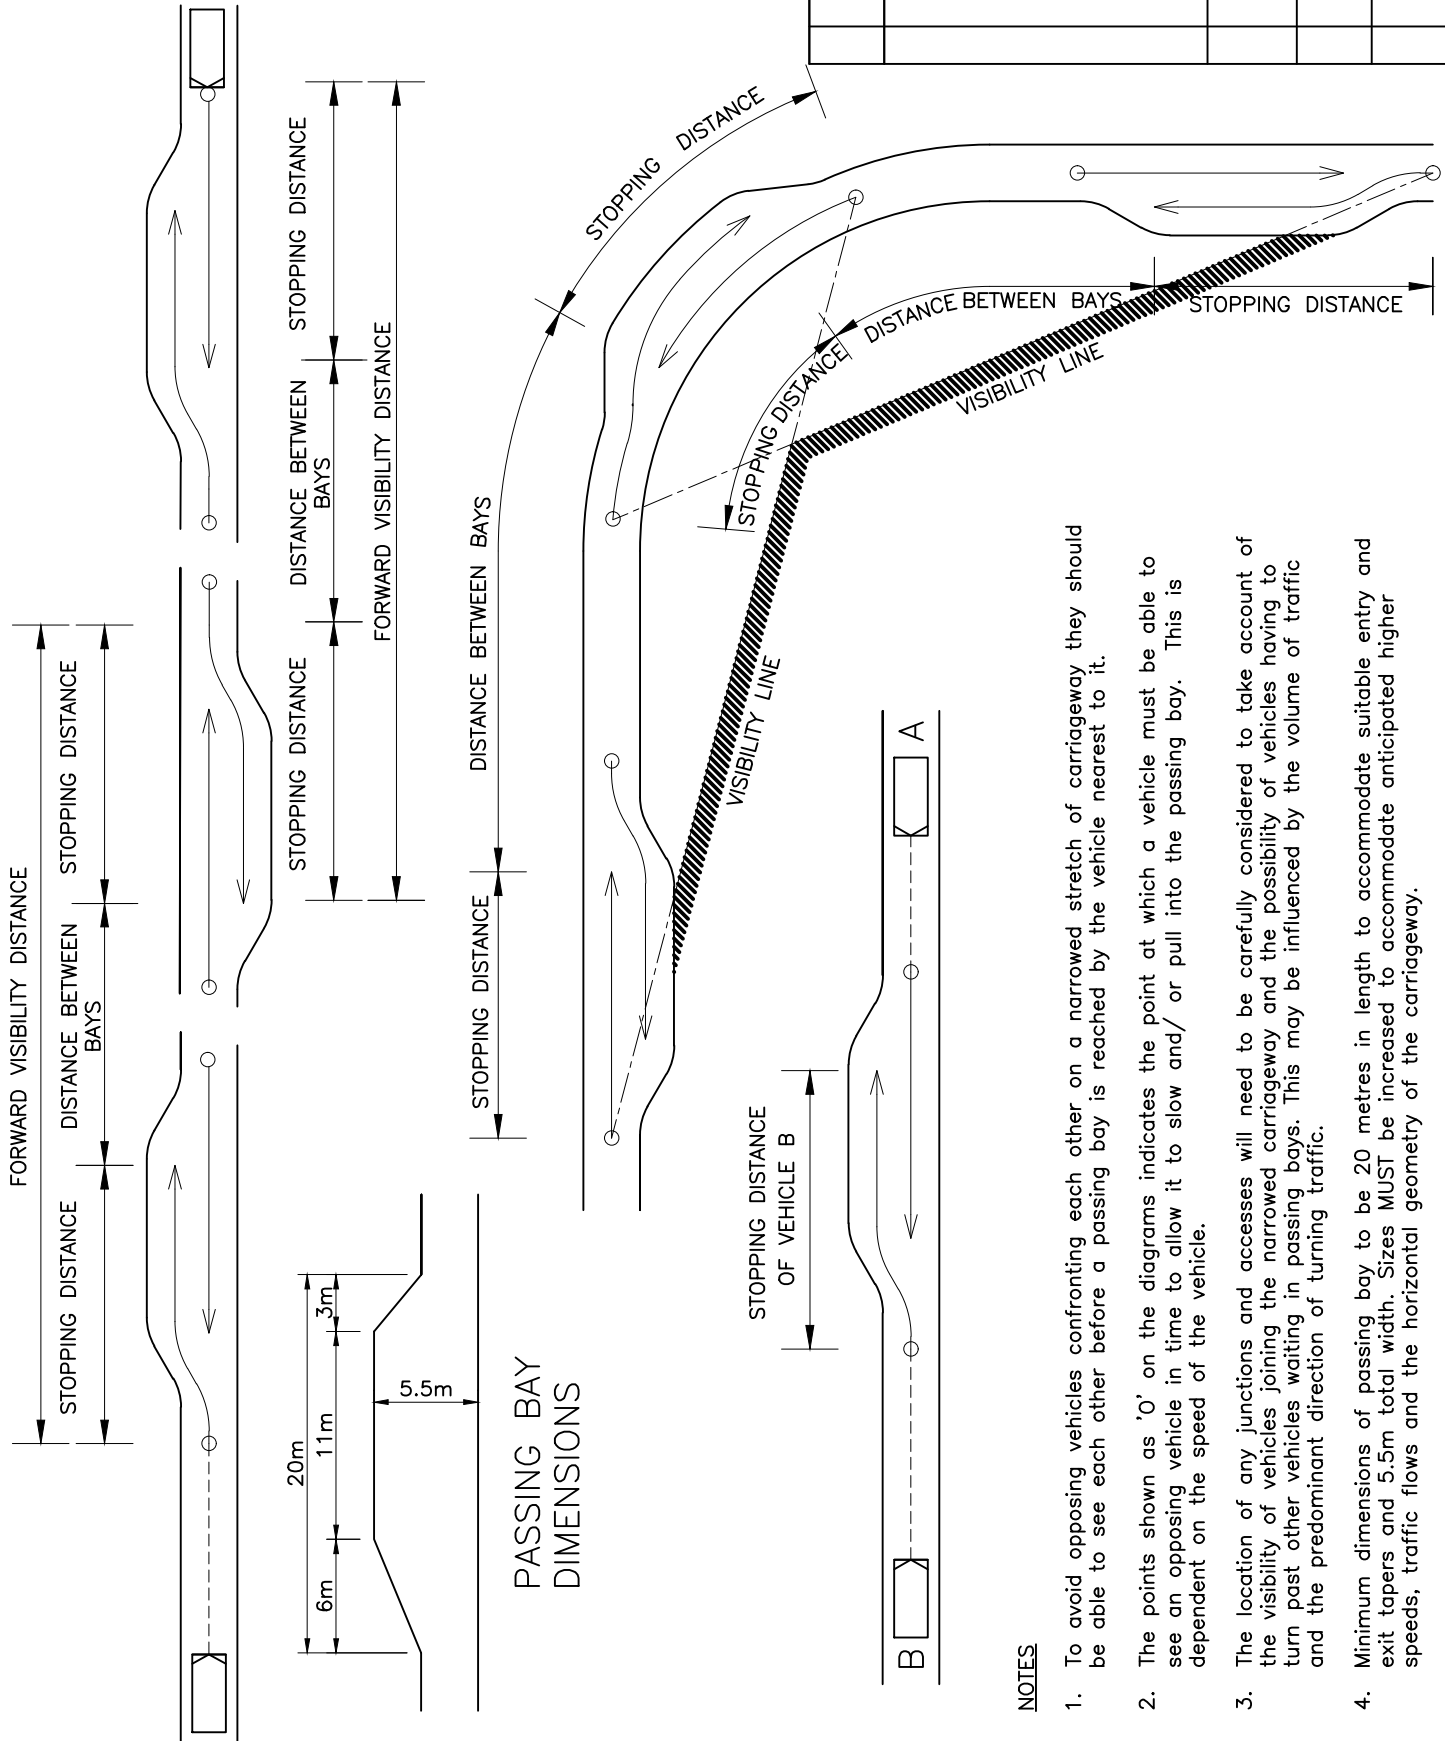 FORWARD VISIBILITY DISTANCE
STOPPING DISTANCE
DISTANCE BETWEEN
BAYS
STOPPING DISTANCE
STOPPING DISTANCE
DISTANCE BETWEEN
BAYS
STOPPING DISTANCE
FORWARD VISIBILITY DISTANCE
20m
6m
11m
3m
5.5m
PASSING BAY
DIMENSIONS
STOPPING DISTANCE
DISTANCE BETWEEN BAYS
STOPPING DISTANCE
VISIBILITY LINE
STOPPING DISTANCE
DISTANCE BETWEEN BAYS
STOPPING DISTANCE
VISIBILITY LINE
STOPPING DISTANCE
OF VEHICLE B
B
A
NOTES
1. To avoid opposing vehicles confronting each other on a narrowed stretch of carriageway they should
be able to see each other before a passing bay is reached by the vehicle nearest to it.
2. The points shown as 'O' on the diagrams indicates the point at which a vehicle must be able to
see an opposing vehicle in time to allow it to slow and/ or pull into the passing bay. This is
dependent on the speed of the vehicle.
3. The location of any junctions and accesses will need to be carefully considered to take account of
the visibility of vehicles joining the narrowed carriageway and the possibility of vehicles having to
turn past other vehicles waiting in passing bays. This may be influenced by the volume of traffic
and the predominant direction of turning traffic.
4. Minimum dimensions of passing bay to be 20 metres in length to accommodate suitable entry and
exit tapers and 5.5m total width. Sizes MUST be increased to accommodate anticipated higher
speeds, traffic flows and the horizontal geometry of the carriageway.